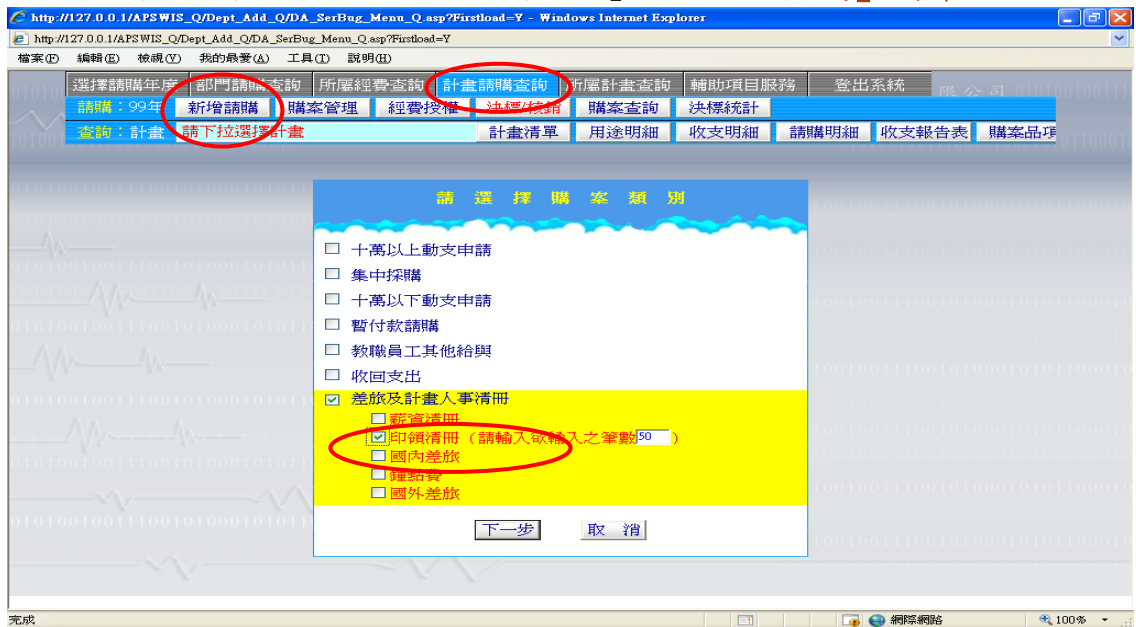 http://127.0.0.1/APSWIS_Q/Dept_Add_Q/DA_SerBug_Menu_Q.asp?Firstload=Y - Windows Internet Explorer
http://127.0.0.1/APSWIS_Q/Dept_Add_Q/DA_SerBug_Menu_Q.asp?Firstload=Y
檔案(F) 編輯(E) 檢視(V) 我的最愛(A) 工具(T) 說明(H)
選擇請購年度 部門請購查詢 所屬經費查詢 計畫請購查詢 所屬計畫查詢 輔助項目服務 登出系統
限公司
請購：99年 新增請購 購案管理 經費授權 決標/核銷 購案查詢 決標統計
查詢：計畫 請下拉選擇計畫 計畫清單 用途明細 收支明細 請購明細 收支報告表 購案品項
請選擇購案類別
十萬以上動支申請
集中採購
十萬以下動支申請
暫付款請購
教職員工其他給與
收回支出
差旅及計畫人事清冊
薪資清冊
印領清冊（請輸入欲輸入之筆數50）
國內差旅
鐘點費
國外差旅
下一步 取 消
完成 網際網路 100%